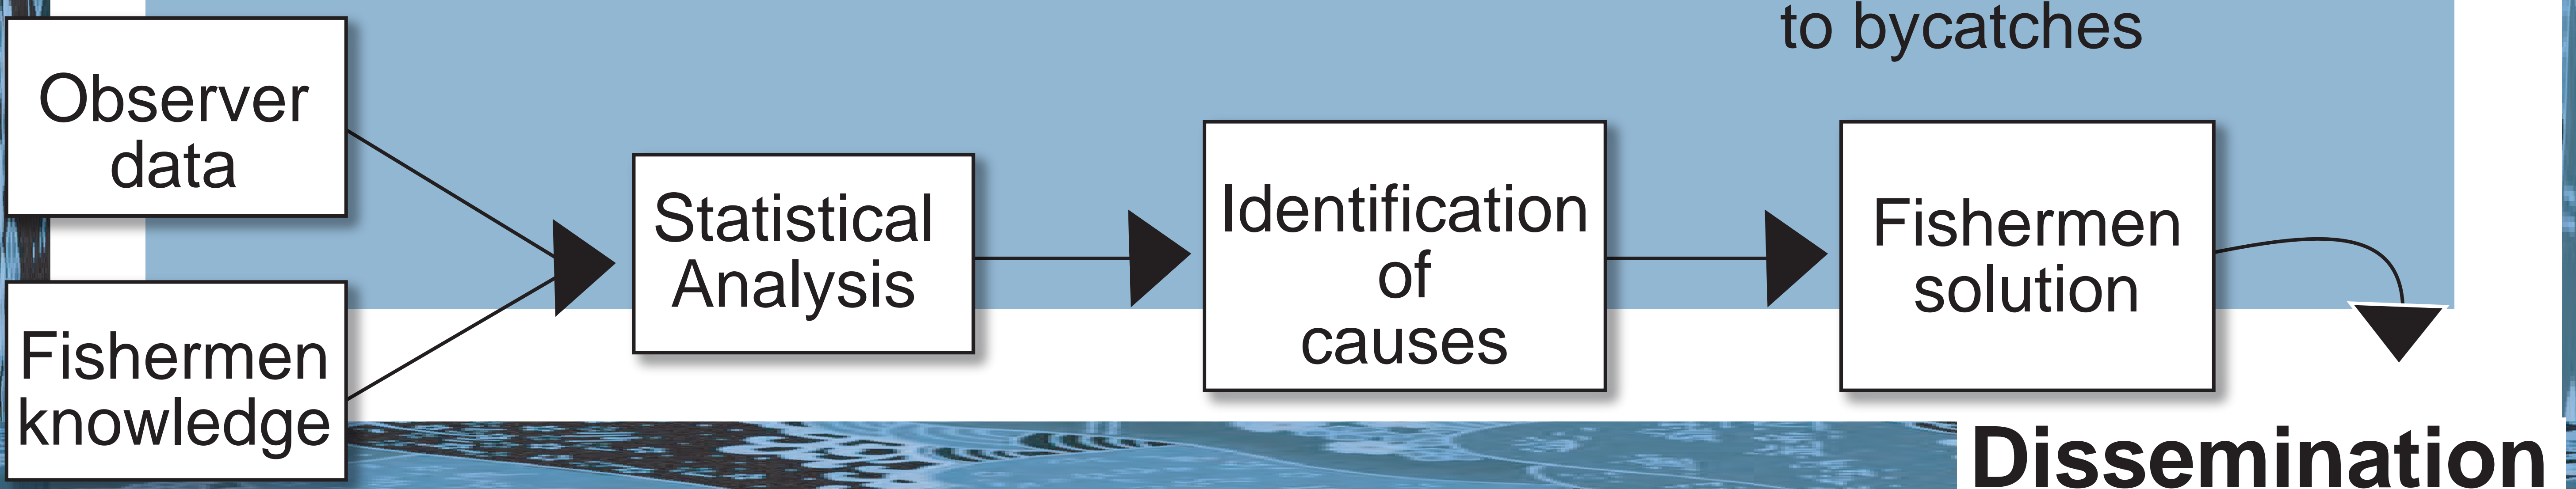 to bycatches
Observer
data
Fishermen
knowledge
Statistical
Analysis
Identification
of
causes
Fishermen
solution
Dissemination